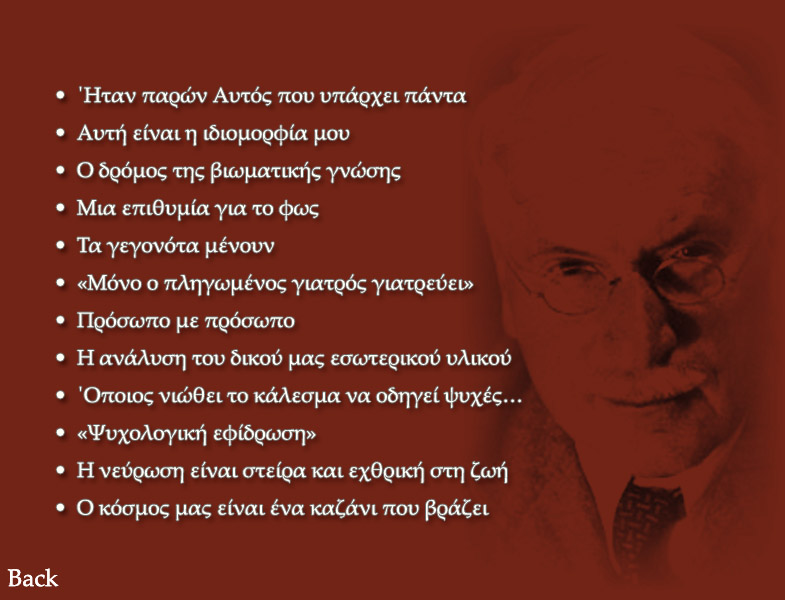 • 'Ηταν παρών Αυτός που υπάρχει πάντα
• Αυτή είναι η ιδιομορφία μου
• Ο δρόμος της βιωματικής γνώσης
• Μια επιθυμία για το φως
• Τα γεγονότα μένουν
• «Μόνο ο πληγωμένος γιατρός γιατρεύει»
• Πρόσωπο με πρόσωπο
• Η ανάλυση του δικού μας εσωτερικού υλικού
• 'Οποιος νιώθει το κάλεσμα να οδηγεί ψυχές...
• «Ψυχολογική εφίδρωση»
• Η νεύρωση είναι στείρα και εχθρική στη ζωή
• Ο κόσμος μας είναι ένα καζάνι που βράζει
Back